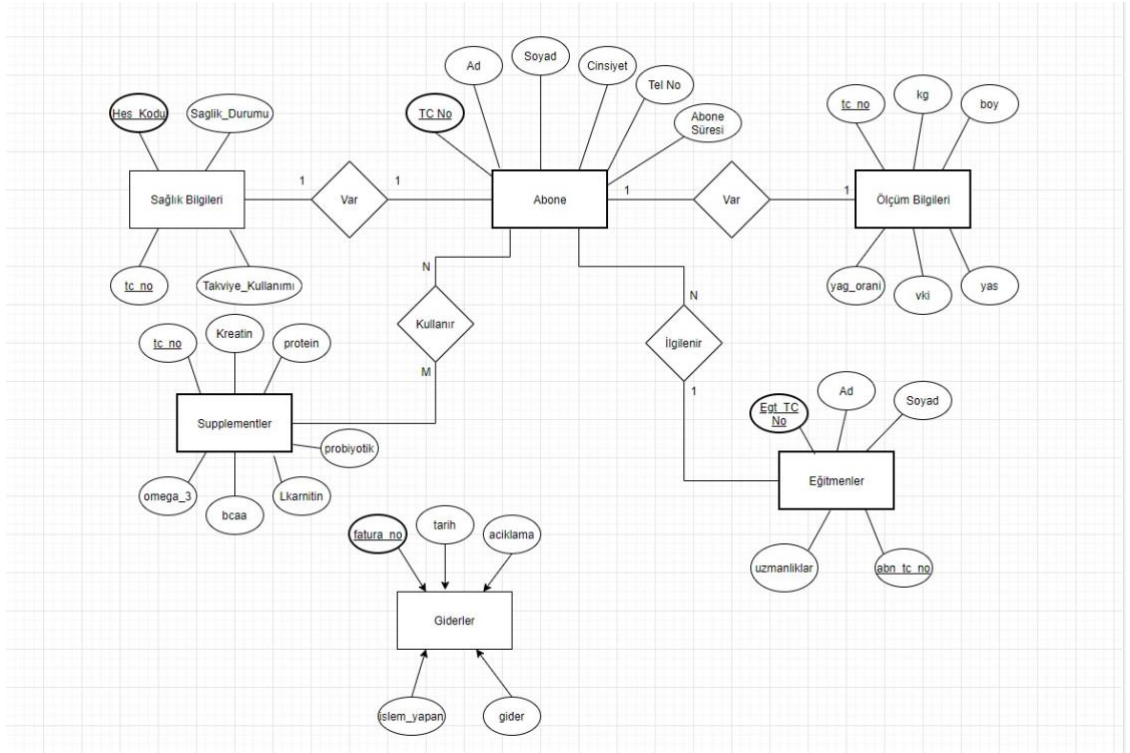 Ad
Soyad
Cinsiyet
Tel No
Abone
Süresi
TC No
Hes_Kodu
Saglik_Durumu
tc_no
kg
boy
Sağlık Bilgileri
1
Var
1
Abone
1
Var
1
Ölçüm Bilgileri
tc_no
Takviye_Kullanımı
yag_orani
vki
yas
N
Kullanır
M
N
İlgilenir
1
tc_no
Kreatin
protein
Supplementler
probiyotik
omega_3
bcaa
Lkarnitin
Egt_TC
No
Ad
Soyad
Eğitmenler
uzmanliklar
abn_tc_no
fatura_no
tarih
aciklama
Giderler
islem_yapan
gider